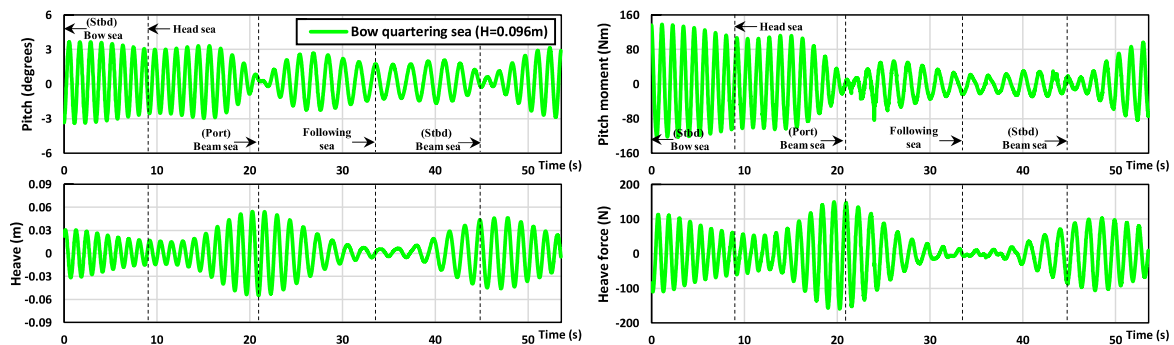 Bow quartering sea (H=0.096m)
Pitch (degrees)
6
3
0
-3
-6
(Stbd)
Bow sea
Head sea
(Port)
Beam sea
Following
sea
(Stbd)
Beam sea
0 10 20 30 40 50
Time (s)
Pitch moment (Nm)
160
80
0
-80
-160
Head sea
(Stbd)
Bow sea
(Port)
Beam sea
Following
sea
(Stbd)
Beam sea
0 10 20 30 40 50
Time (s)
Heave (m)
0.09
0.06
0.03
0.00
-0.03
-0.06
-0.09
0 10 20 30 40 50
Time (s)
Heave force (N)
200
100
0
-100
-200
0 10 20 30 40 50
Time (s)